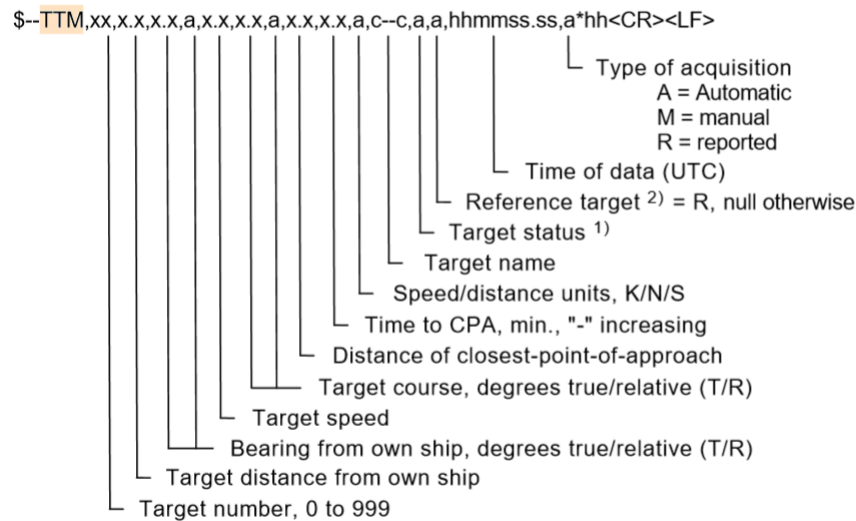 $--TTM,xx,x.x,x.x,a,x.x,x.x,a,x.x,x.x,a,c--c,a,a,hhmmss.ss,a*hh<CR><LF>
Type of acquisition
A = Automatic
M = manual
R = reported
Time of data (UTC)
Reference target 2) = R, null otherwise
Target status 1)
Target name
Speed/distance units, K/N/S
Time to CPA, min., "-" increasing
Distance of closest-point-of-approach
Target course, degrees true/relative (T/R)
Target speed
Bearing from own ship, degrees true/relative (T/R)
Target distance from own ship
Target number, 0 to 999